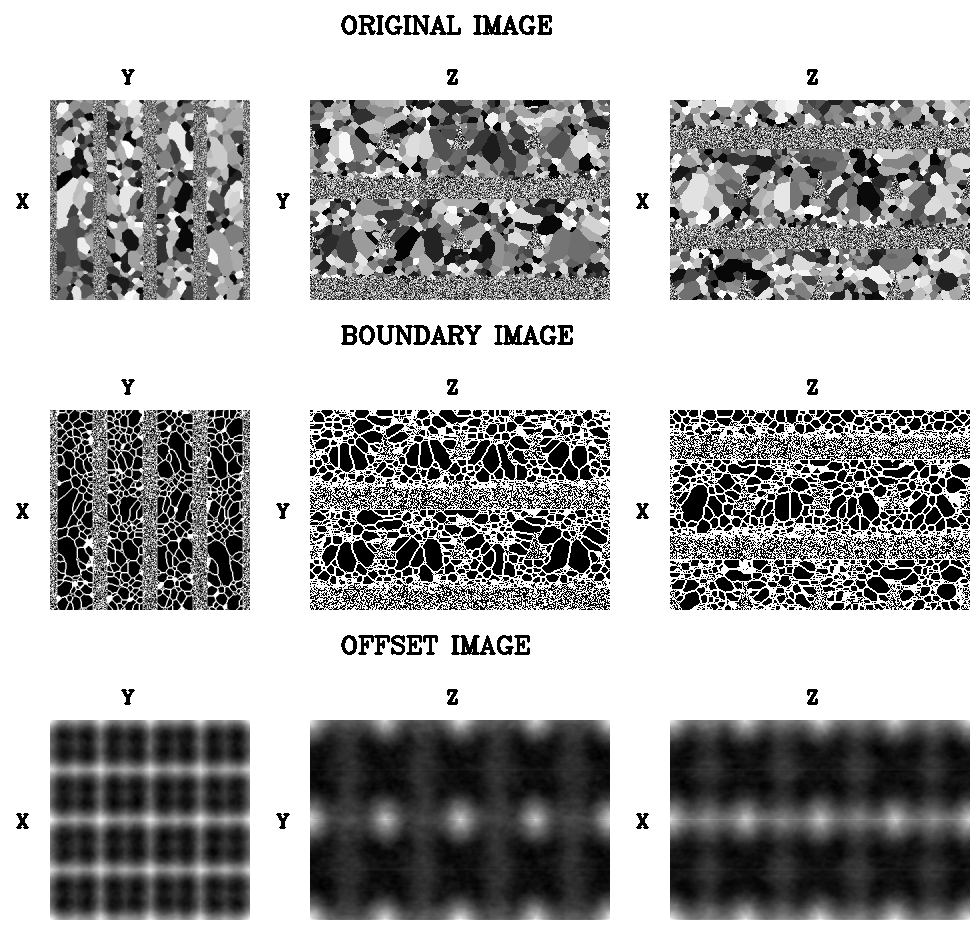 ORIGINAL IMAGE
Y Z Z
X Y X
BOUNDARY IMAGE
Y Z Z
X Y X
OFFSET IMAGE
Y Z Z
X Y X